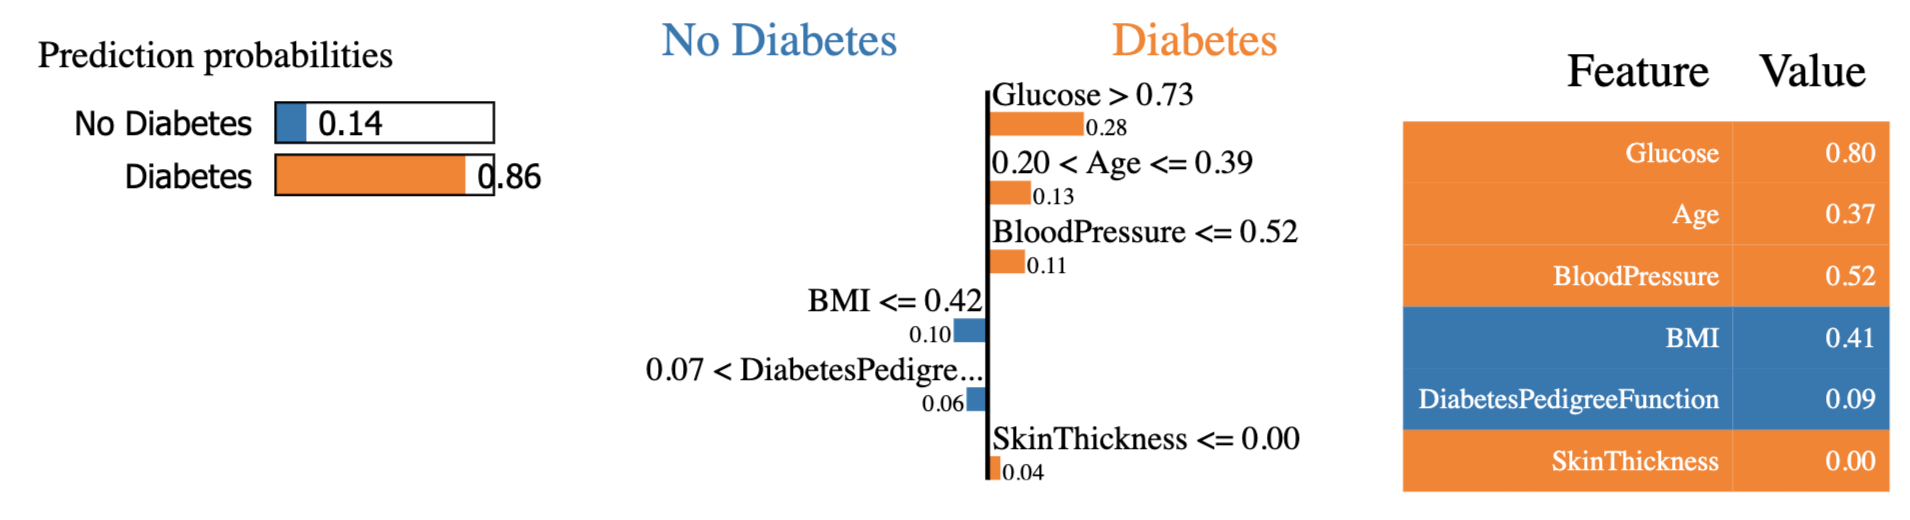 Prediction probabilities
No Diabetes 0.14
Diabetes 0.86
No Diabetes Diabetes
Glucose > 0.73
0.28
0.20 < Age <= 0.39
0.13
BloodPressure <= 0.52
0.11
BMI <= 0.42
0.10
0.07 < DiabetesPedigre...
0.06
SkinThickness <= 0.00
0.04
Feature Value
Glucose 0.80
Age 0.37
BloodPressure 0.52
BMI 0.41
DiabetesPedigreeFunction 0.09
SkinThickness 0.00